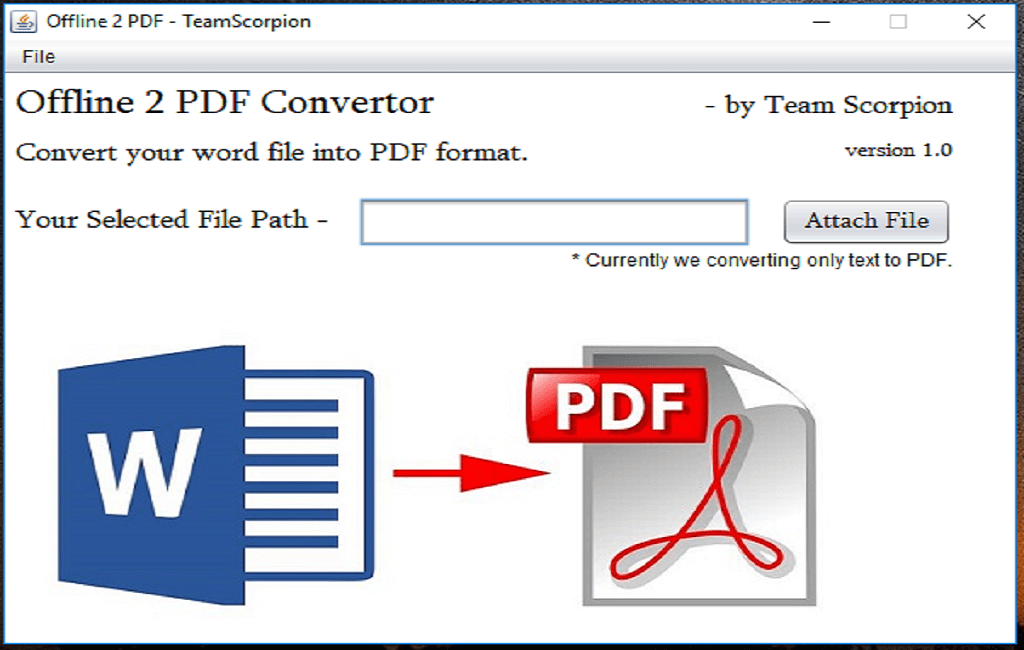 Offline 2 PDF - TeamScorpion
File
Offline 2 PDF Convertor - by Team Scorpion
Convert your word file into PDF format. version 1.0
Your Selected File Path - Attach File
* Currently we converting only text to PDF.
W
PDF